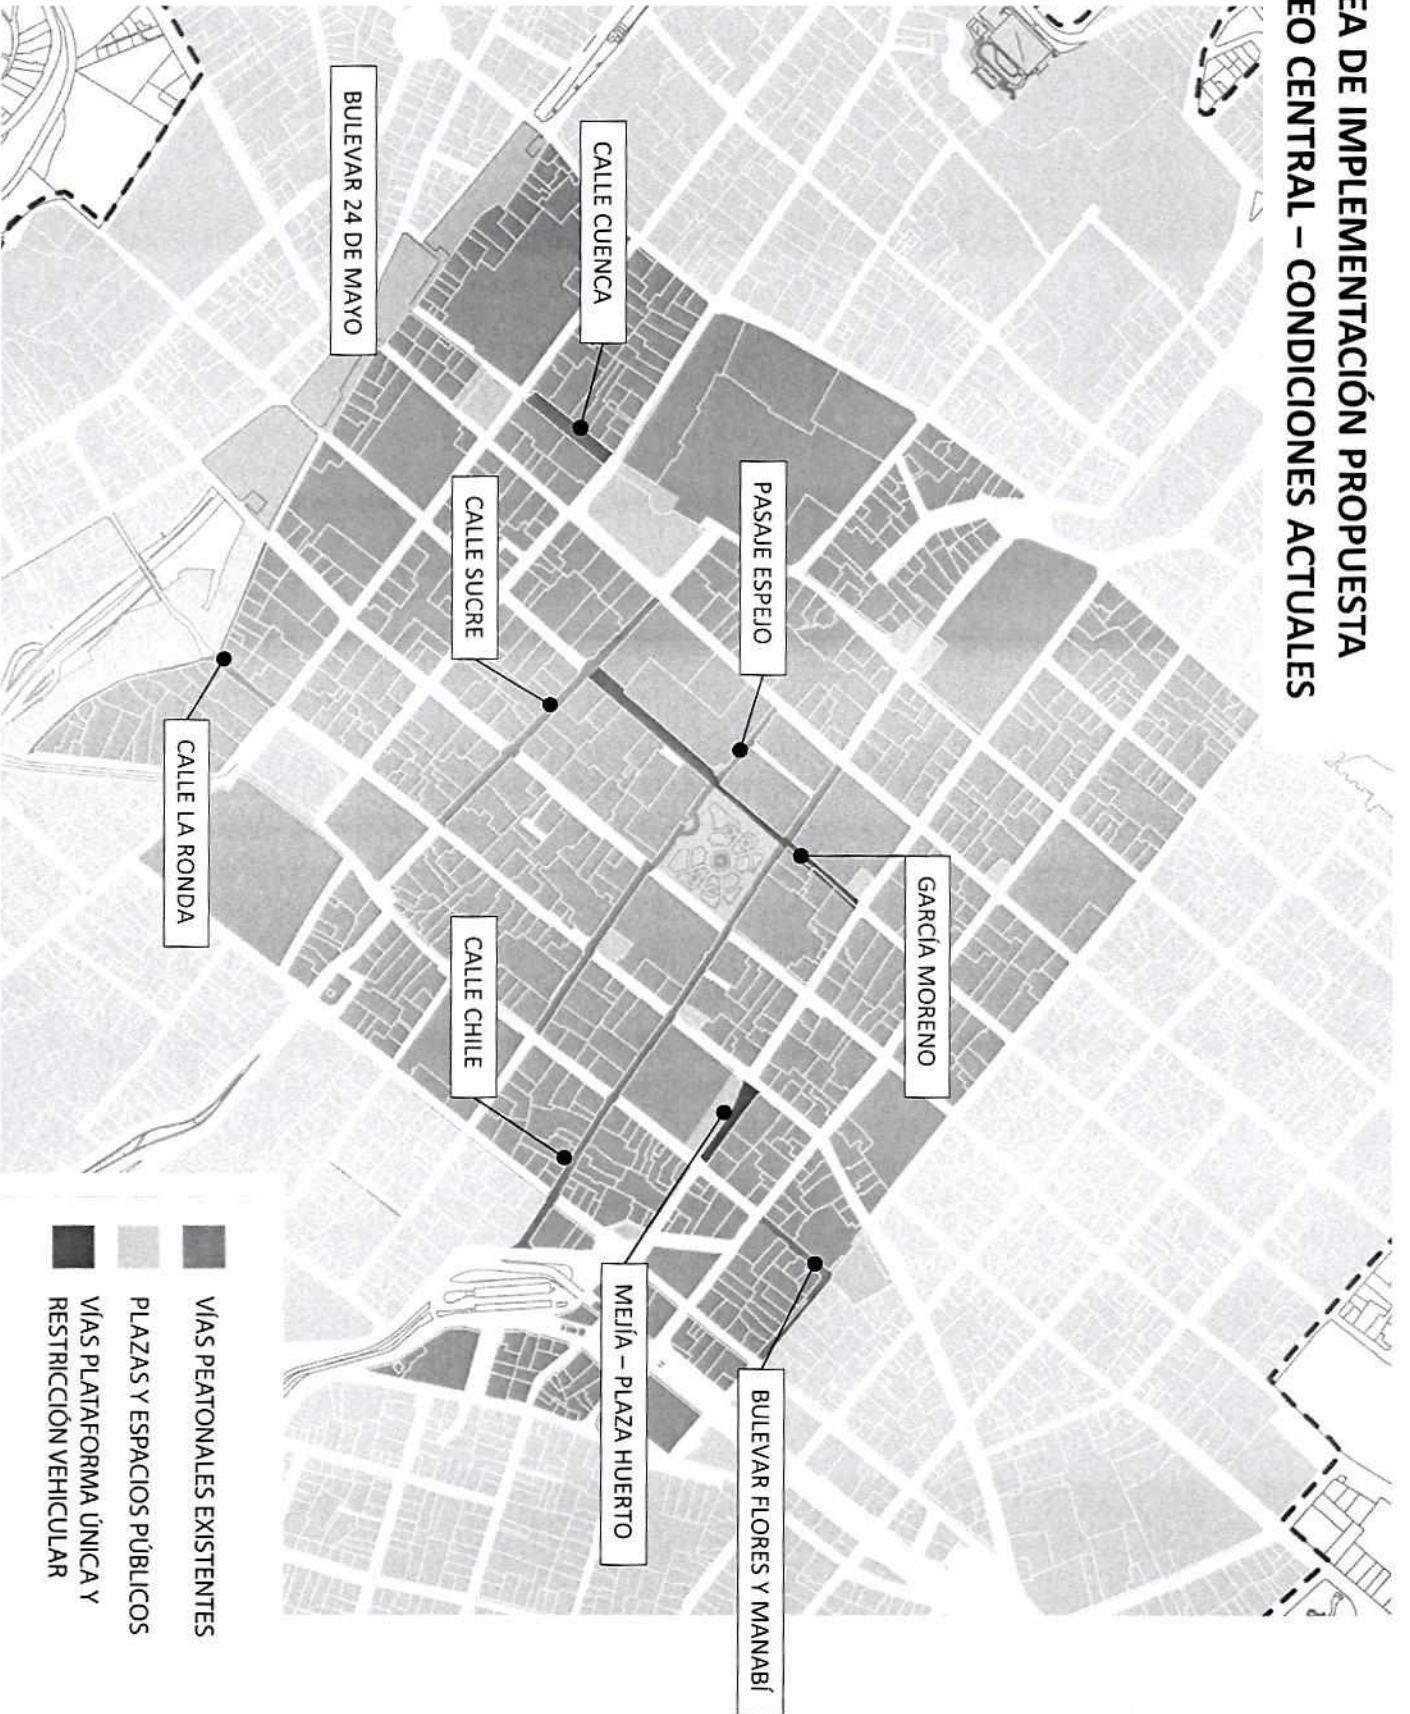 EA DE IMPLEMENTACIÓN PROPUESTA
EO CENTRAL – CONDICIONES ACTUALES
BULEVAR 24 DE MAYO
CALLE CUENCA
CALLE SUCRE
PASAJE ESPEJO
CALLE LA RONDA
CALLE CHILE
GARCÍA MORENO
MEJÍA – PLAZA HUERTO
BULEVAR FLORES Y MANABÍ
VÍAS PEATONALES EXISTENTES
PLAZAS Y ESPACIOS PÚBLICOS
VÍAS PLATAFORMA ÚNICA Y
RESTRICCIÓN VEHICULAR